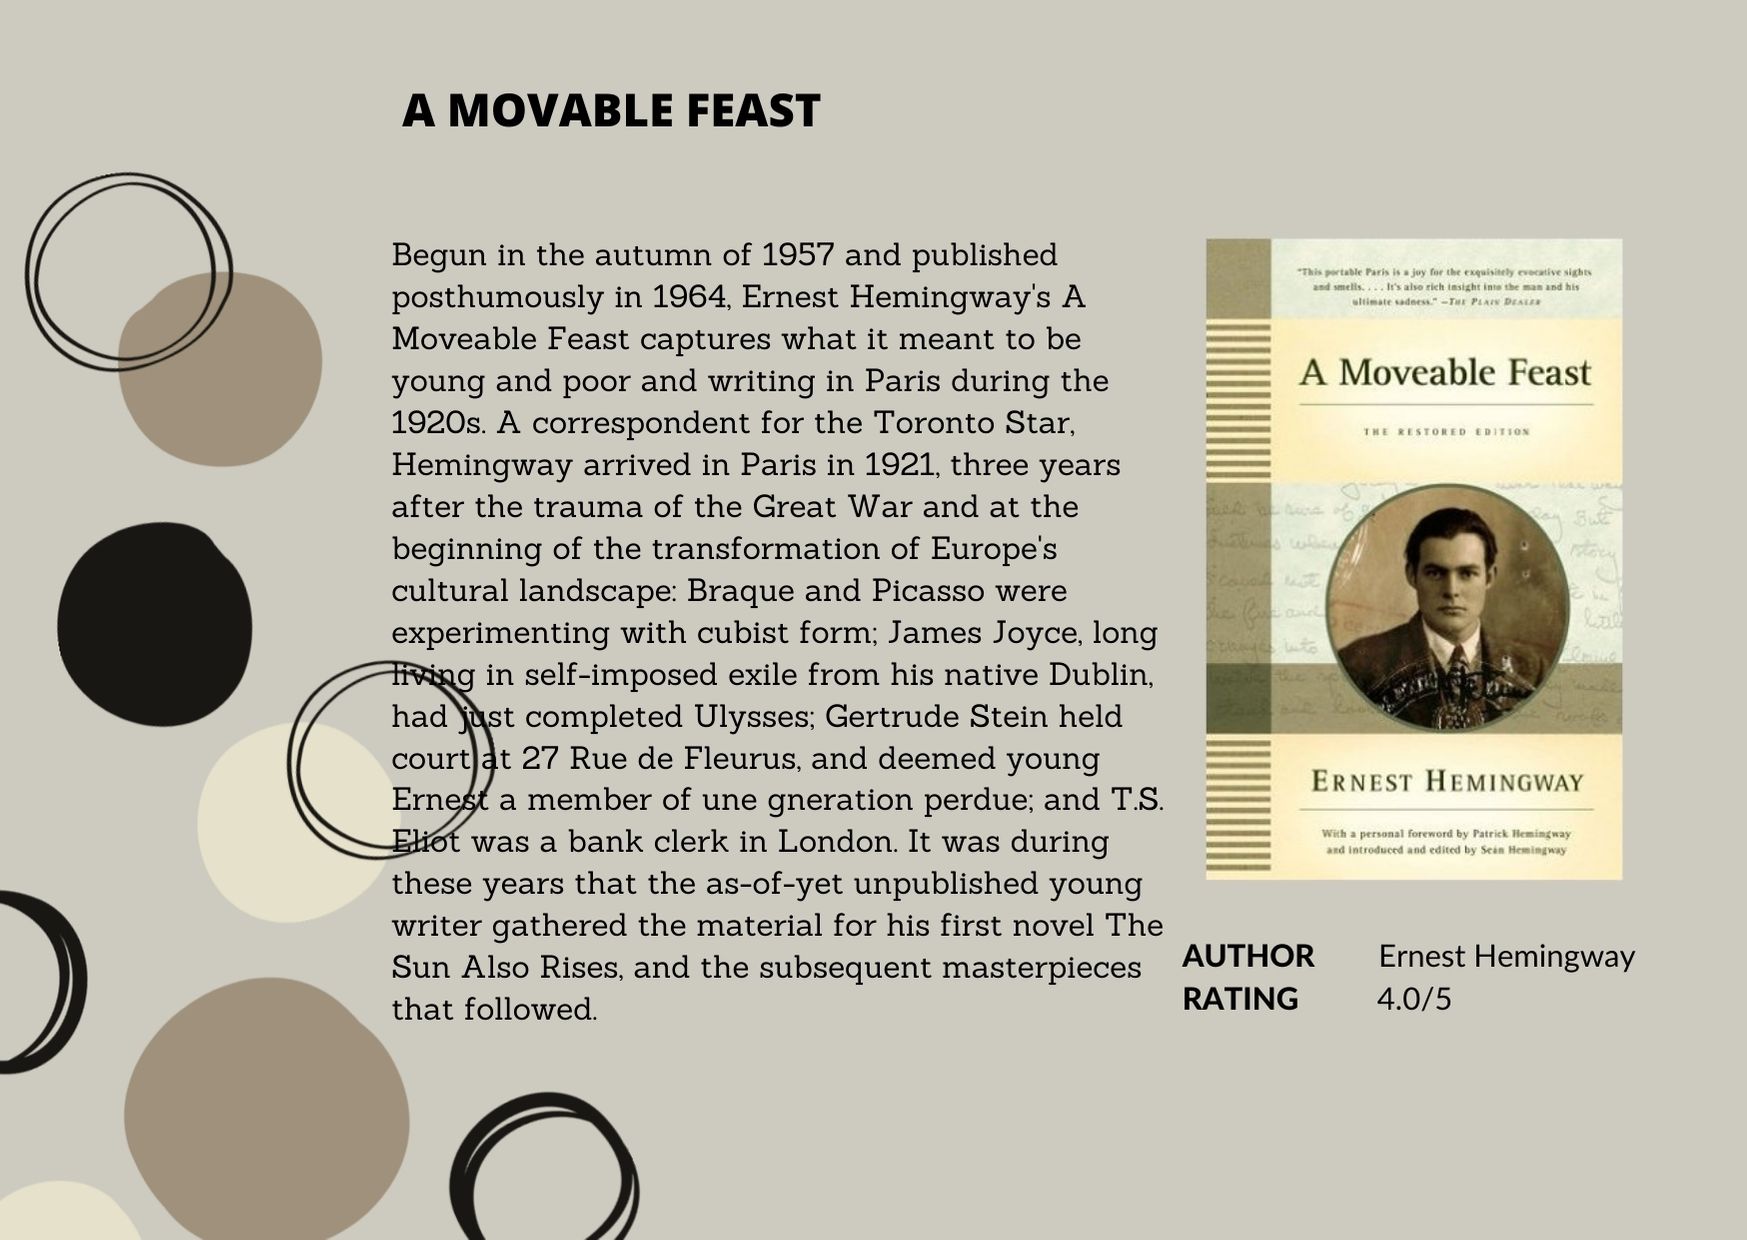 A MOVABLE FEAST
Begun in the autumn of 1957 and published
posthumously in 1964, Ernest Hemingway's A
Moveable Feast captures what it meant to be
young and poor and writing in Paris during the
1920s. A correspondent for the Toronto Star,
Hemingway arrived in Paris in 1921, three years
after the trauma of the Great War and at the
beginning of the transformation of Europe's
cultural landscape: Braque and Picasso were
experimenting with cubist form; James Joyce, long
living in self-imposed exile from his native Dublin,
had just completed Ulysses; Gertrude Stein held
court at 27 Rue de Fleurus, and deemed young
Ernest a member of une gneration perdue; and T.S.
Eliot was a bank clerk in London. It was during
these years that the as-of-yet unpublished young
writer gathered the material for his first novel The
Sun Also Rises, and the subsequent masterpieces
that followed.
"This portable Paris is a joy for the exquisitely evocative sights
and smells. . . . It's also rich insight into the man and his
ultimate sadness." —THE PLAIN DEALER
A Moveable Feast
THE RESTORED EDITION
ERNEST HEMINGWAY
With a personal foreword by Patrick Hemingway
and introduced and edited by Seán Hemingway
AUTHOR Ernest Hemingway
RATING 4.0/5